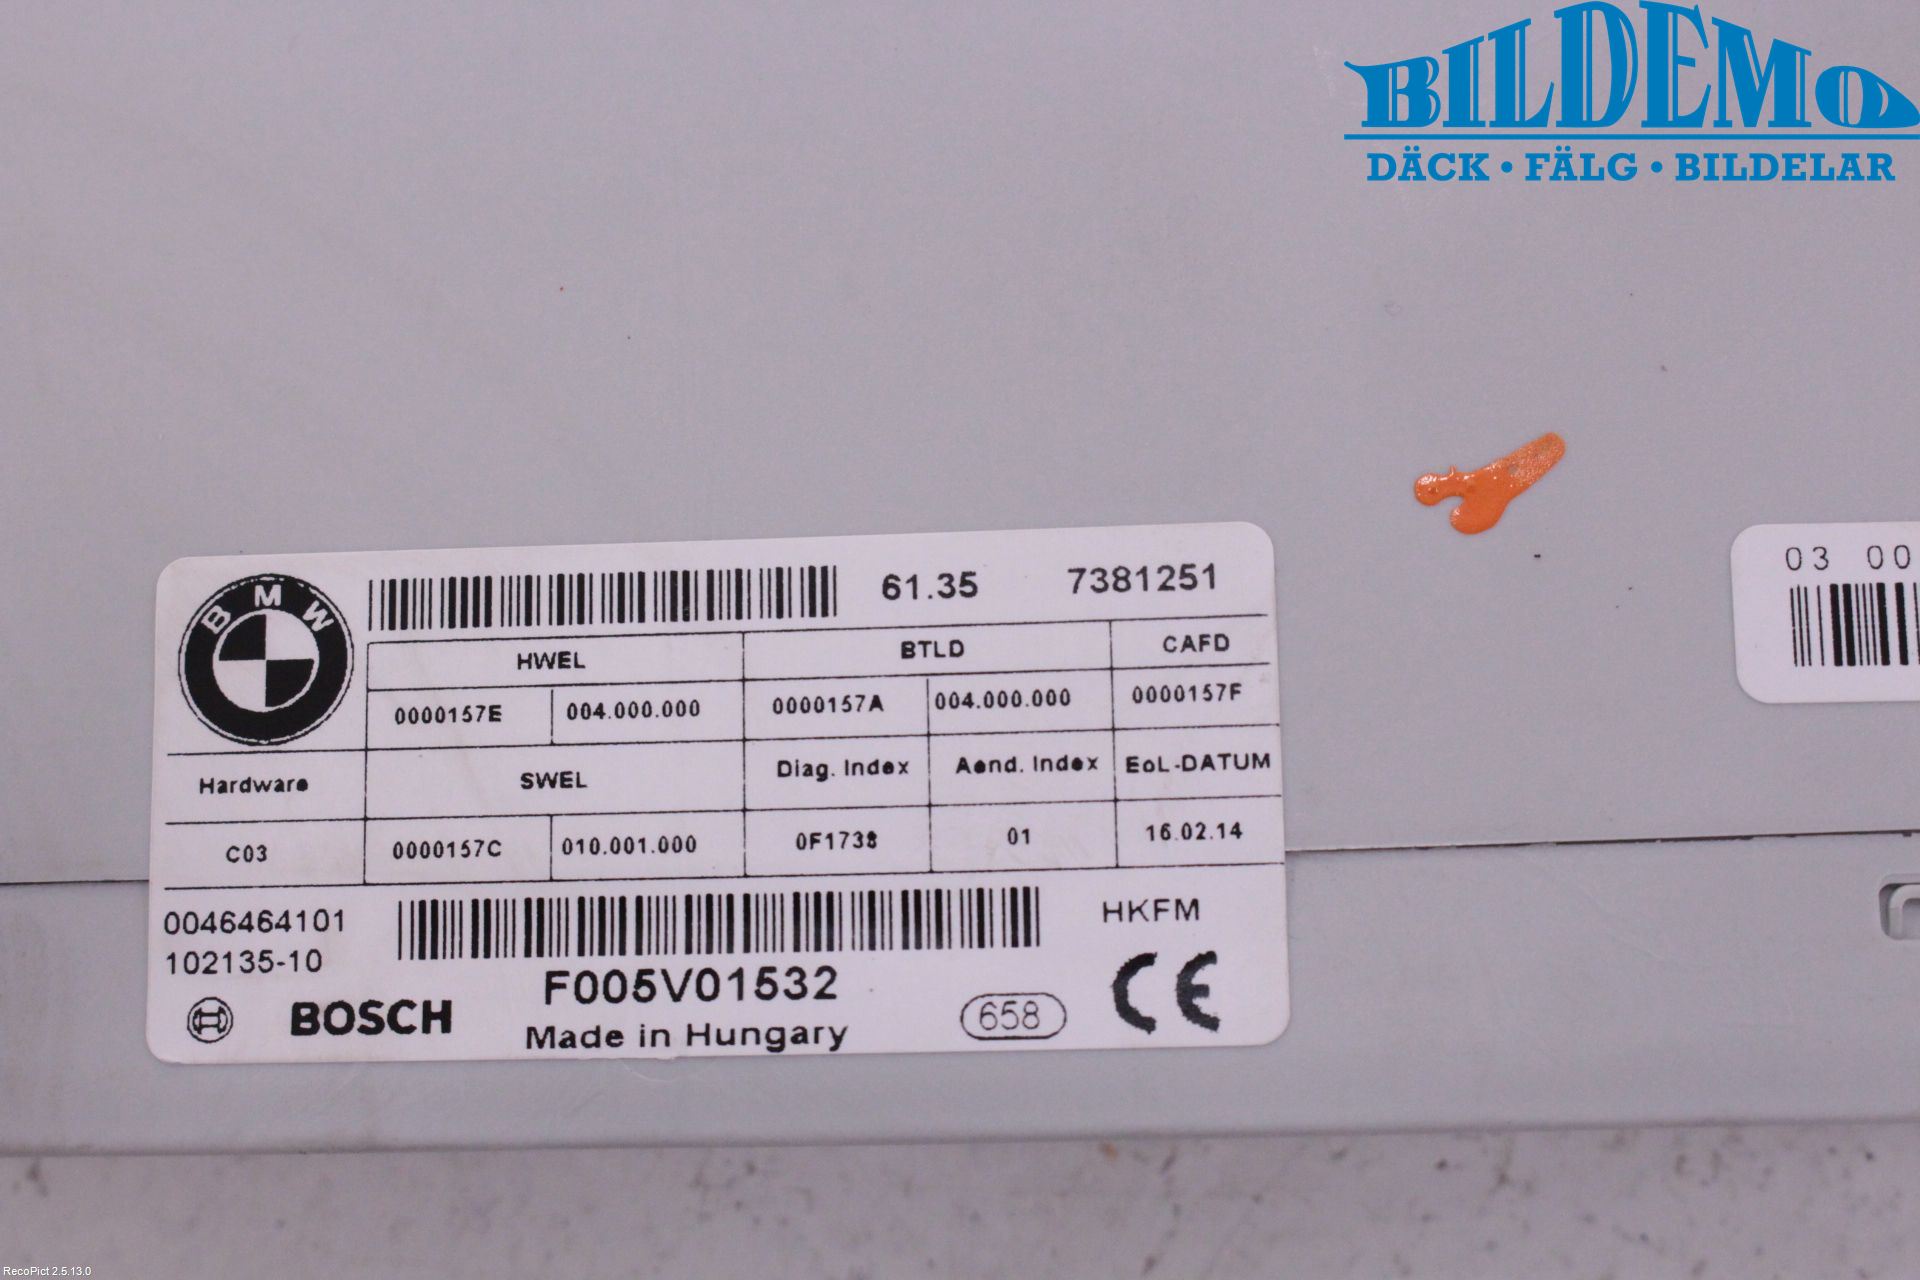 BILDEMO
DÄCK • FÄLG • BILDELAR
03 00
BMW
61.35 7381251
HWEL BTLD CAFD
0000157E 004.000.000 0000157A 004.000.000 0000157F
Hardware SWEL Diag. Index Aend. Index EoL-DATUM
C03 0000157C 010.001.000 0F1738 01 16.02.14
0046464101 HKFM
102135-10
F005V01532
BOSCH Made in Hungary 658 CE
RecoPict 2.5.13.0